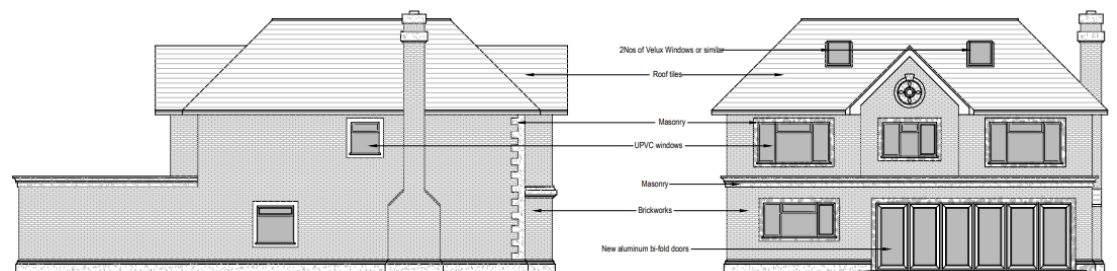 2Nos of Velux Windows or similar
Roof tiles
Masonry
UPVC windows
Masonry
Brickworks
New aluminum bi-fold doors